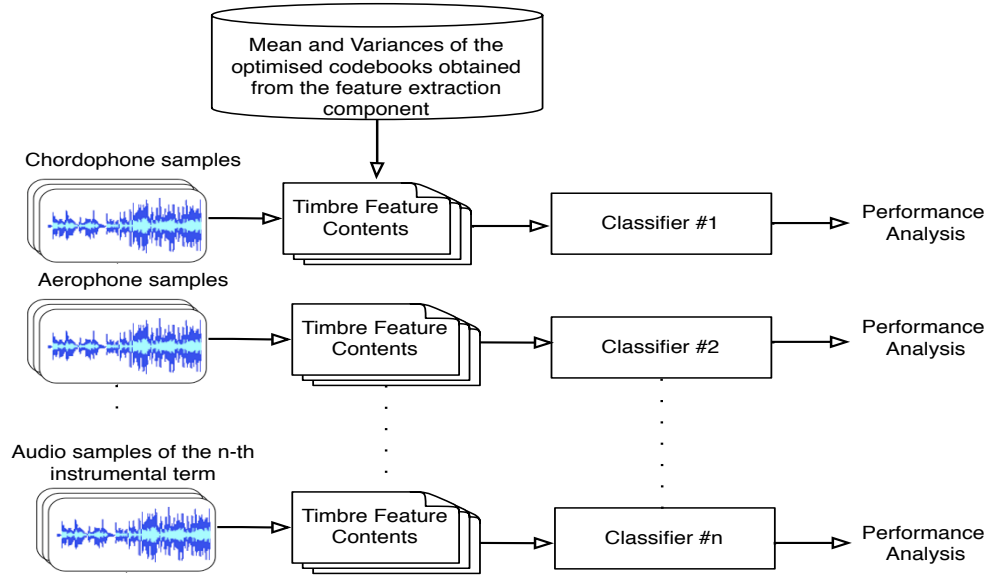 Mean and Variances of the
optimised codebooks obtained
from the feature extraction
component
Chordophone samples
Timbre Feature
Contents
Classifier #1
Performance
Analysis
Aerophone samples
Timbre Feature
Contents
Classifier #2
Performance
Analysis
Audio samples of the n-th
instrumental term
Timbre Feature
Contents
Classifier #n
Performance
Analysis